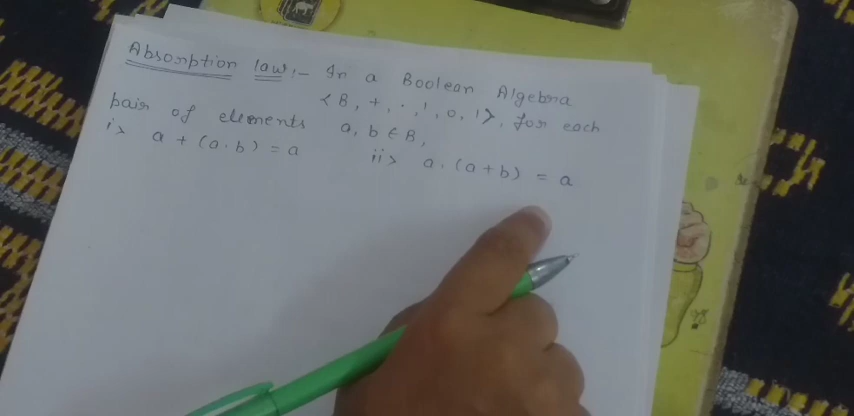 Absorption law:- In a Boolean Algebra
<B, +, ·, ', 0, 1>, for each
pair of elements a, b ∈ B,
i> a + (a·b) = a ii> a·(a+b) = a